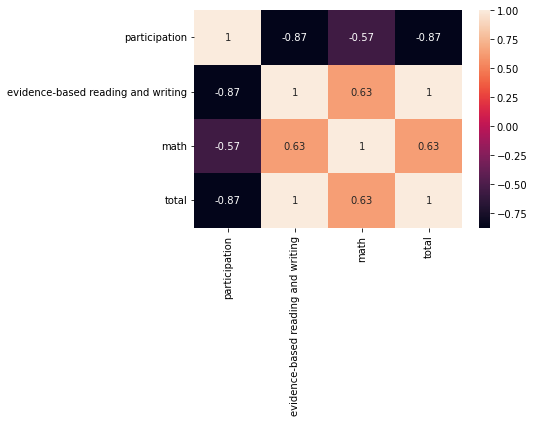 participation 1 -0.87 -0.57 -0.87
evidence-based reading and writing -0.87 1 0.63 1
math -0.57 0.63 1 0.63
total -0.87 1 0.63 1
participation
evidence-based reading and writing
math
total
1.00
0.75
0.50
0.25
0.00
−0.25
−0.50
−0.75